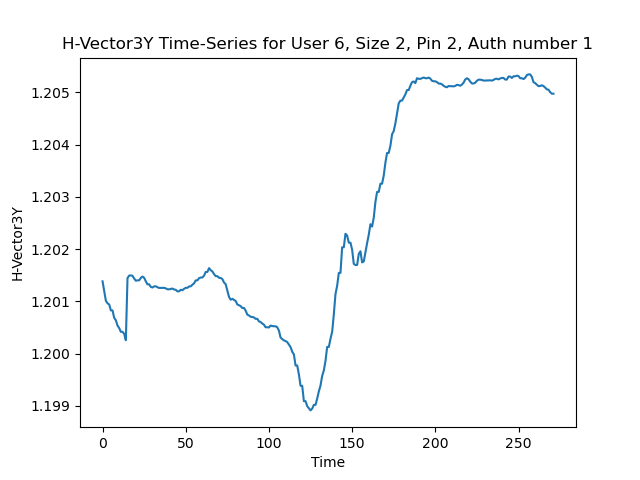 H-Vector3Y Time-Series for User 6, Size 2, Pin 2, Auth number 1
H-Vector3Y
1.205
1.204
1.203
1.202
1.201
1.200
1.199
0 50 100 150 200 250
Time